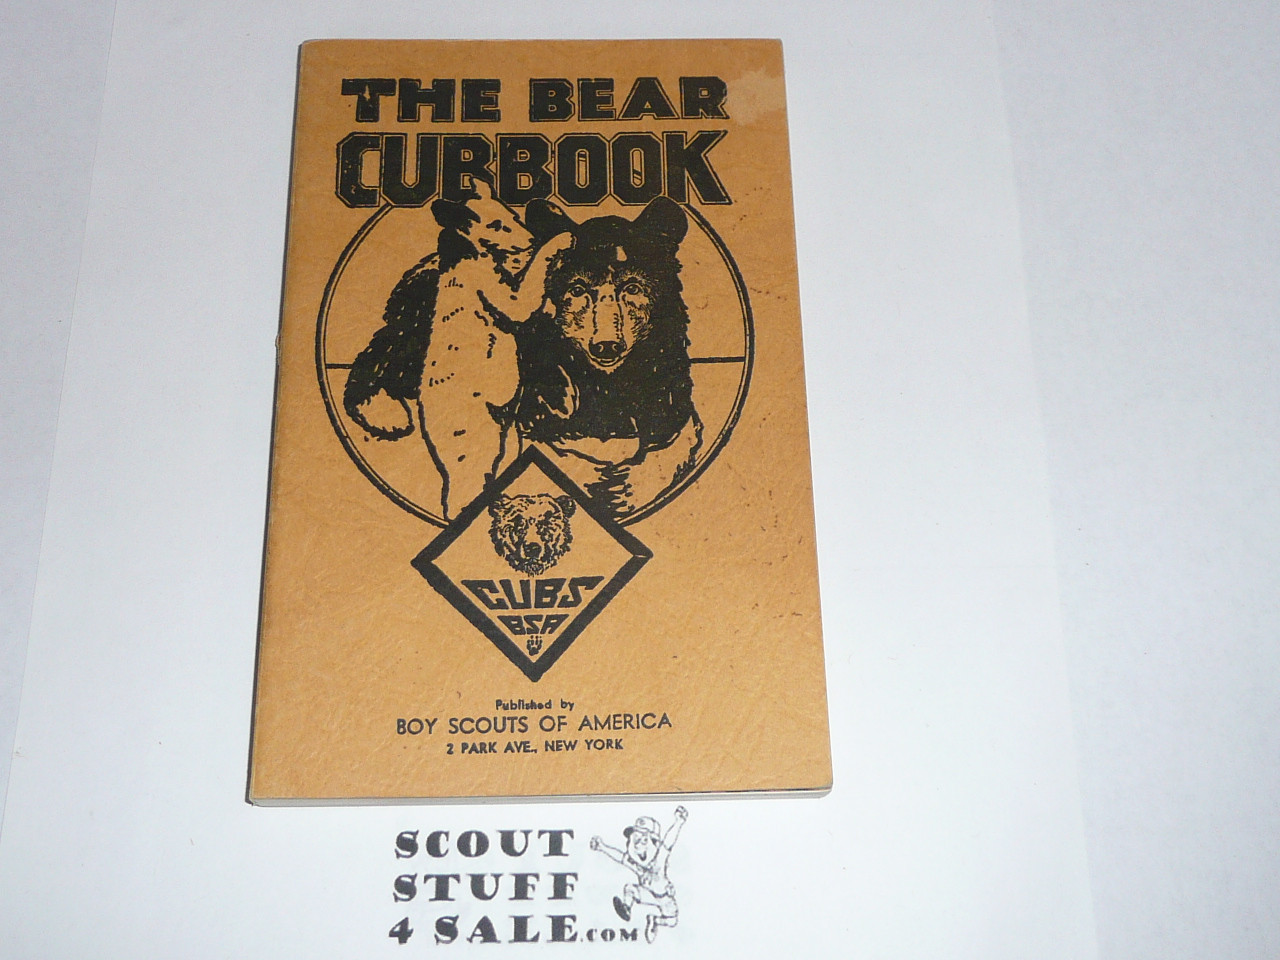 THE BEAR
CUBBOOK
CUBS
BSA
Published by
BOY SCOUTS OF AMERICA
2 PARK AVE., NEW YORK
SCOUT
STUFF
4 SALE.COM